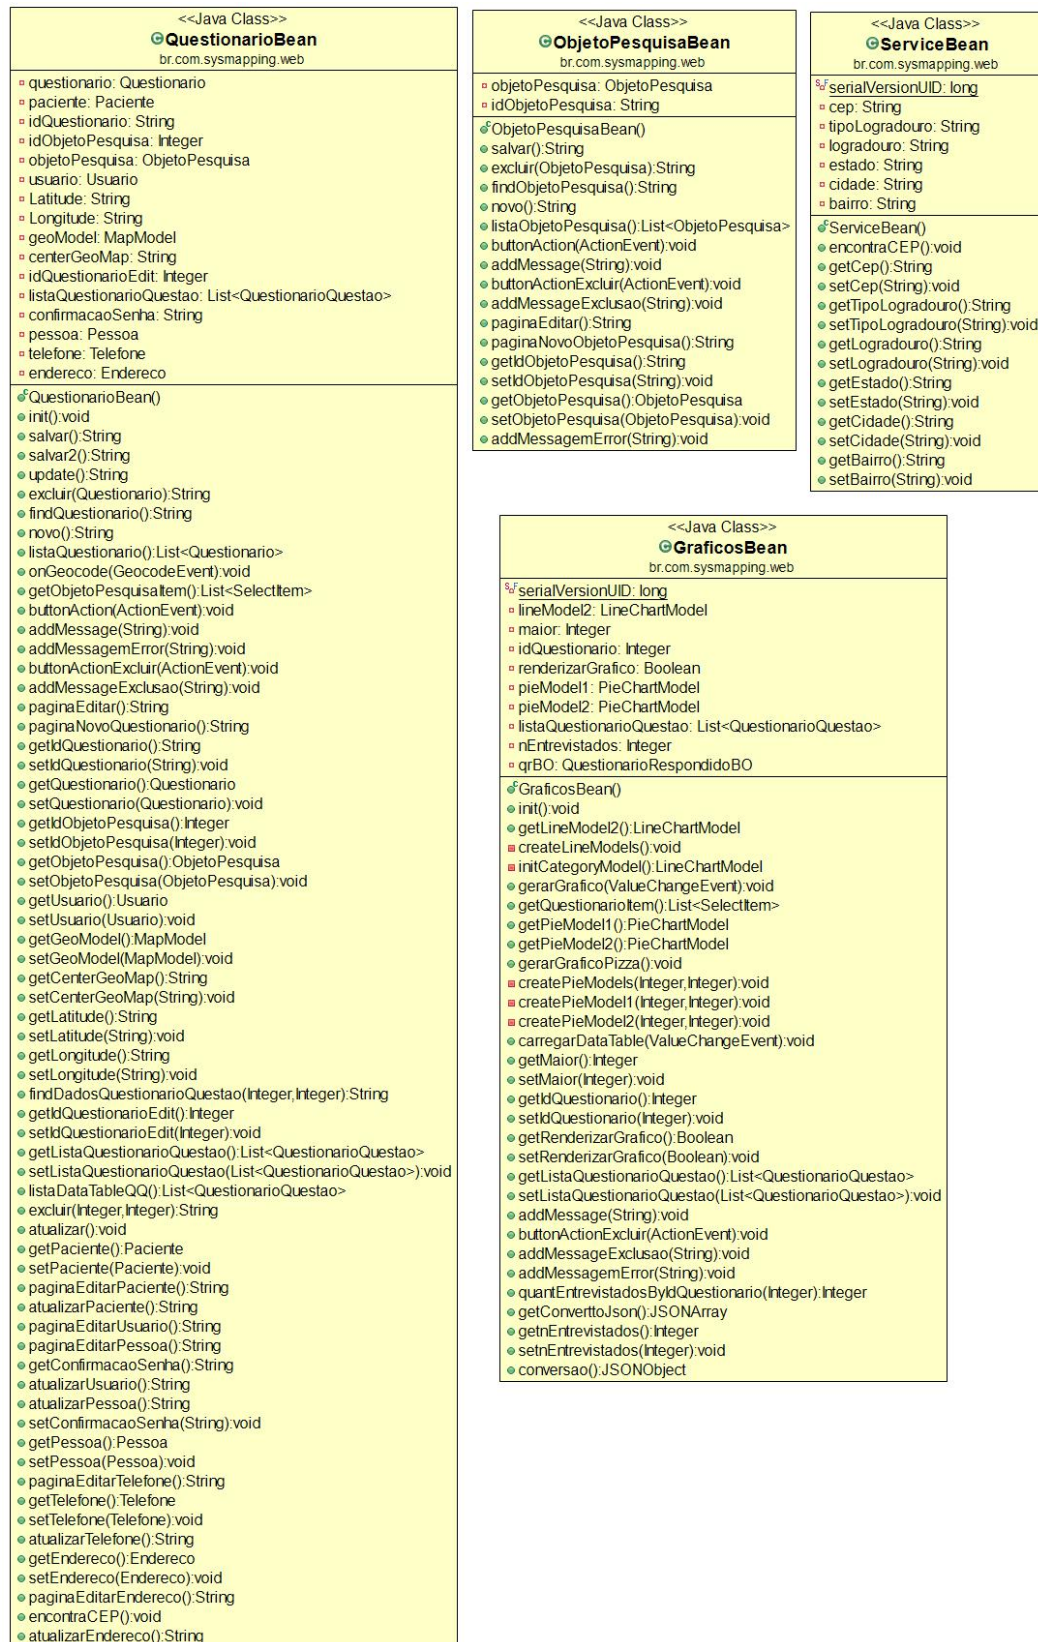 <<Java Class>>
QuestionarioBean
br.com.sysmapping.web
questionario: Questionario
paciente: Paciente
idQuestionario: String
idObjetoPesquisa: Integer
objetoPesquisa: ObjetoPesquisa
usuario: Usuario
Latitude: String
Longitude: String
geoModel: MapModel
centerGeoMap: String
idQuestionarioEdit: Integer
listaQuestionarioQuestao: List<QuestionarioQuestao>
confirmacaoSenha: String
pessoa: Pessoa
telefone: Telefone
endereco: Endereco
QuestionarioBean()
init():void
salvar():String
salvar2():String
update():String
excluir(Questionario):String
findQuestionario():String
novo():String
listaQuestionario():List<Questionario>
onGeocode(GeocodeEvent):void
getObjetoPesquisaItem():List<SelectItem>
buttonAction(ActionEvent):void
addMessage(String):void
addMessagemError(String):void
buttonActionExcluir(ActionEvent):void
addMessageExclusao(String):void
paginaEditar():String
paginaNovoQuestionario():String
getIdQuestionario():String
setIdQuestionario(String):void
getQuestionario():Questionario
setQuestionario(Questionario):void
getIdObjetoPesquisa():Integer
setIdObjetoPesquisa(Integer):void
getObjetoPesquisa():ObjetoPesquisa
setObjetoPesquisa(ObjetoPesquisa):void
getUsuario():Usuario
setUsuario(Usuario):void
getGeoModel():MapModel
setGeoModel(MapModel):void
getCenterGeoMap():String
setCenterGeoMap(String):void
getLatitude():String
setLatitude(String):void
getLongitude():String
setLongitude(String):void
findDadosQuestionarioQuestao(Integer,Integer):String
getIdQuestionarioEdit():Integer
setIdQuestionarioEdit(Integer):void
getListaQuestionarioQuestao():List<QuestionarioQuestao>
setListaQuestionarioQuestao(List<QuestionarioQuestao>):void
listaDataTableQQ():List<QuestionarioQuestao>
excluir(Integer,Integer):String
atualizar():void
getPaciente():Paciente
setPaciente(Paciente):void
paginaEditarPaciente():String
atualizarPaciente():String
paginaEditarUsuario():String
paginaEditarPessoa():String
getConfirmacaoSenha():String
atualizarUsuario():String
atualizarPessoa():String
setConfirmacaoSenha(String):void
getPessoa():Pessoa
setPessoa(Pessoa):void
paginaEditarTelefone():String
getTelefone():Telefone
setTelefone(Telefone):void
atualizarTelefone():String
getEndereco():Endereco
setEndereco(Endereco):void
paginaEditarEndereco():String
encontraCEP():void
atualizarEndereco():String
<<Java Class>>
ObjetoPesquisaBean
br.com.sysmapping.web
objetoPesquisa: ObjetoPesquisa
idObjetoPesquisa: String
ObjetoPesquisaBean()
salvar():String
excluir(ObjetoPesquisa):String
findObjetoPesquisa():String
novo():String
listaObjetoPesquisa():List<ObjetoPesquisa>
buttonAction(ActionEvent):void
addMessage(String):void
buttonActionExcluir(ActionEvent):void
addMessageExclusao(String):void
paginaEditar():String
paginaNovoObjetoPesquisa():String
getIdObjetoPesquisa():String
setIdObjetoPesquisa(String):void
getObjetoPesquisa():ObjetoPesquisa
setObjetoPesquisa(ObjetoPesquisa):void
addMessagemError(String):void
<<Java Class>>
ServiceBean
br.com.sysmapping.web
serialVersionUID: long
cep: String
tipoLogradouro: String
logradouro: String
estado: String
cidade: String
bairro: String
ServiceBean()
encontraCEP():void
getCep():String
setCep(String):void
getTipoLogradouro():String
setTipoLogradouro(String):void
getLogradouro():String
setLogradouro(String):void
getEstado():String
setEstado(String):void
getCidade():String
setCidade(String):void
getBairro():String
setBairro(String):void
<<Java Class>>
GraficosBean
br.com.sysmapping.web
serialVersionUID: long
lineModel2: LineChartModel
maior: Integer
idQuestionario: Integer
renderizarGrafico: Boolean
pieModel1: PieChartModel
pieModel2: PieChartModel
listaQuestionarioQuestao: List<QuestionarioQuestao>
nEntrevistados: Integer
qrBO: QuestionarioRespondidoBO
GraficosBean()
init():void
getLineModel2():LineChartModel
createLineModels():void
initCategoryModel():LineChartModel
gerarGrafico(ValueChangeEvent):void
getQuestionarioItem():List<SelectItem>
getPieModel1():PieChartModel
getPieModel2():PieChartModel
gerarGraficoPizza():void
createPieModels(Integer,Integer):void
createPieModel1(Integer,Integer):void
createPieModel2(Integer,Integer):void
carregarDataTable(ValueChangeEvent):void
getMaior():Integer
setMaior(Integer):void
getIdQuestionario():Integer
setIdQuestionario(Integer):void
getRenderizarGrafico():Boolean
setRenderizarGrafico(Boolean):void
getListaQuestionarioQuestao():List<QuestionarioQuestao>
setListaQuestionarioQuestao(List<QuestionarioQuestao>):void
addMessage(String):void
buttonActionExcluir(ActionEvent):void
addMessageExclusao(String):void
addMessagemError(String):void
quantEntrevistadosByIdQuestionario(Integer):Integer
getConverttoJson():JSONArray
getnEntrevistados():Integer
setnEntrevistados(Integer):void
conversao():JSONObject